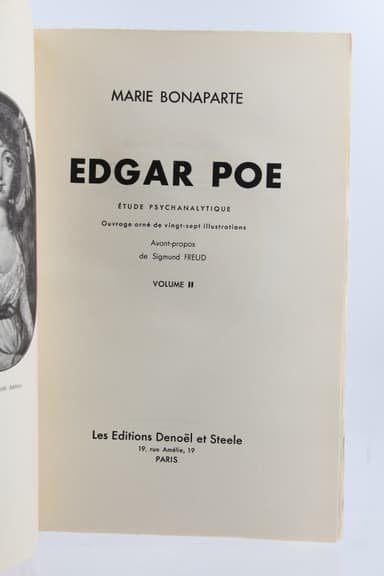 MARIE BONAPARTE
EDGAR POE
ÉTUDE PSYCHANALYTIQUE
Ouvrage orné de vingt-sept illustrations
Avant-propos
de Sigmund FREUD
VOLUME II
Les Editions Denoël et Steele
19, rue Amélie, 19
PARIS